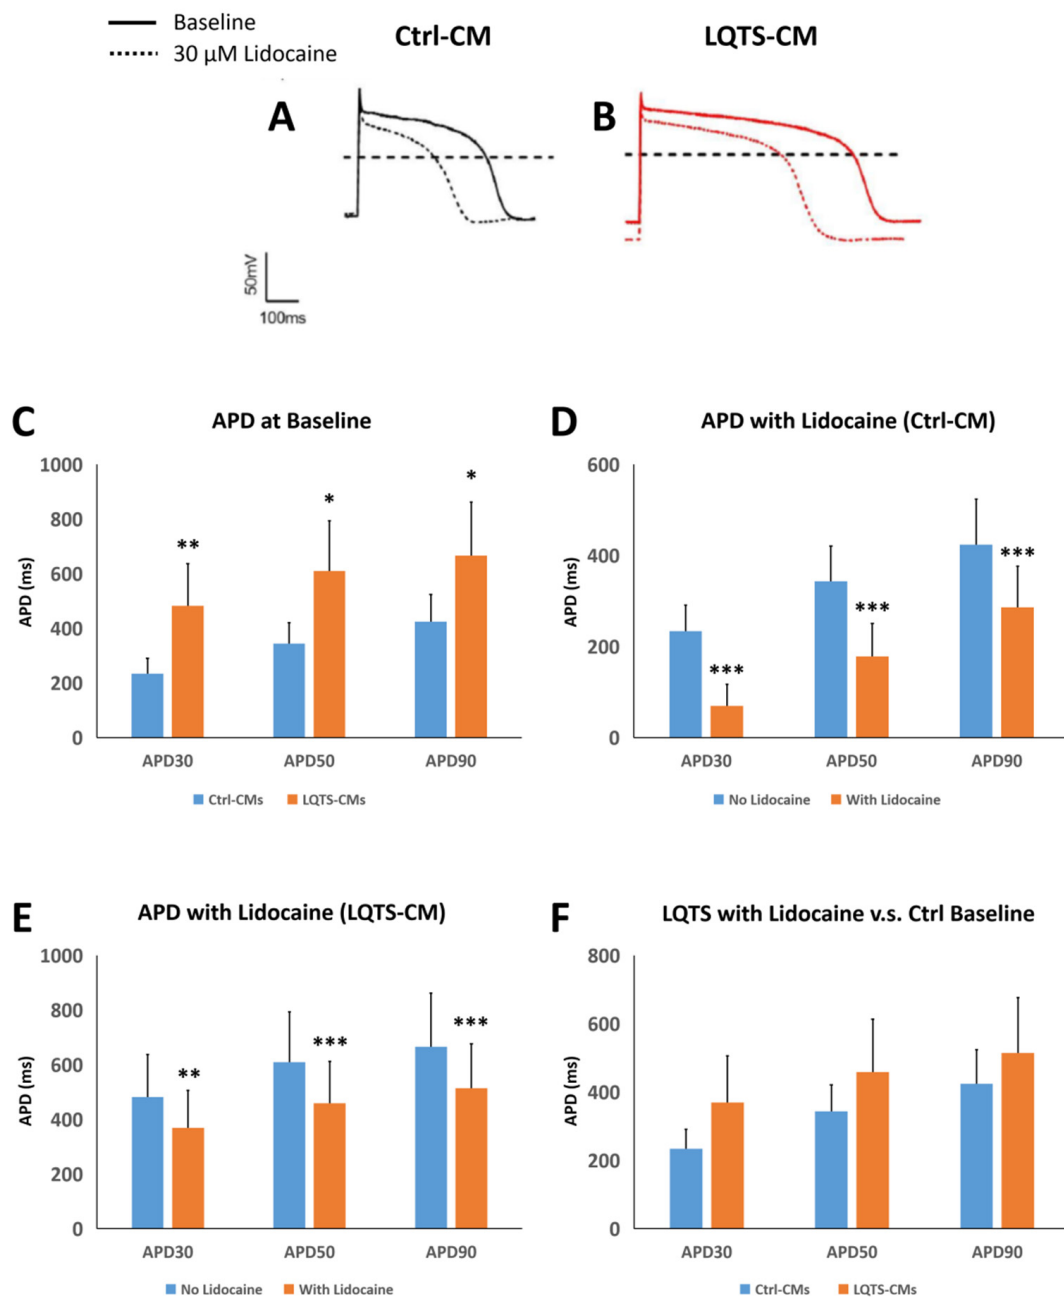 Baseline
30 µM Lidocaine
Ctrl-CM
LQTS-CM
A
B
50mV
100ms
C
APD at Baseline
APD (ms)
1000
800
600
400
200
0
**
*
*
APD30
APD50
APD90
Ctrl-CMs
LQTS-CMs
D
APD with Lidocaine (Ctrl-CM)
APD (ms)
600
400
200
0
***
***
***
APD30
APD50
APD90
No Lidocaine
With Lidocaine
E
APD with Lidocaine (LQTS-CM)
APD (ms)
1000
800
600
400
200
0
**
***
***
APD30
APD50
APD90
No Lidocaine
With Lidocaine
F
LQTS with Lidocaine v.s. Ctrl Baseline
APD (ms)
800
600
400
200
0
APD30
APD50
APD90
Ctrl-CMs
LQTS-CMs